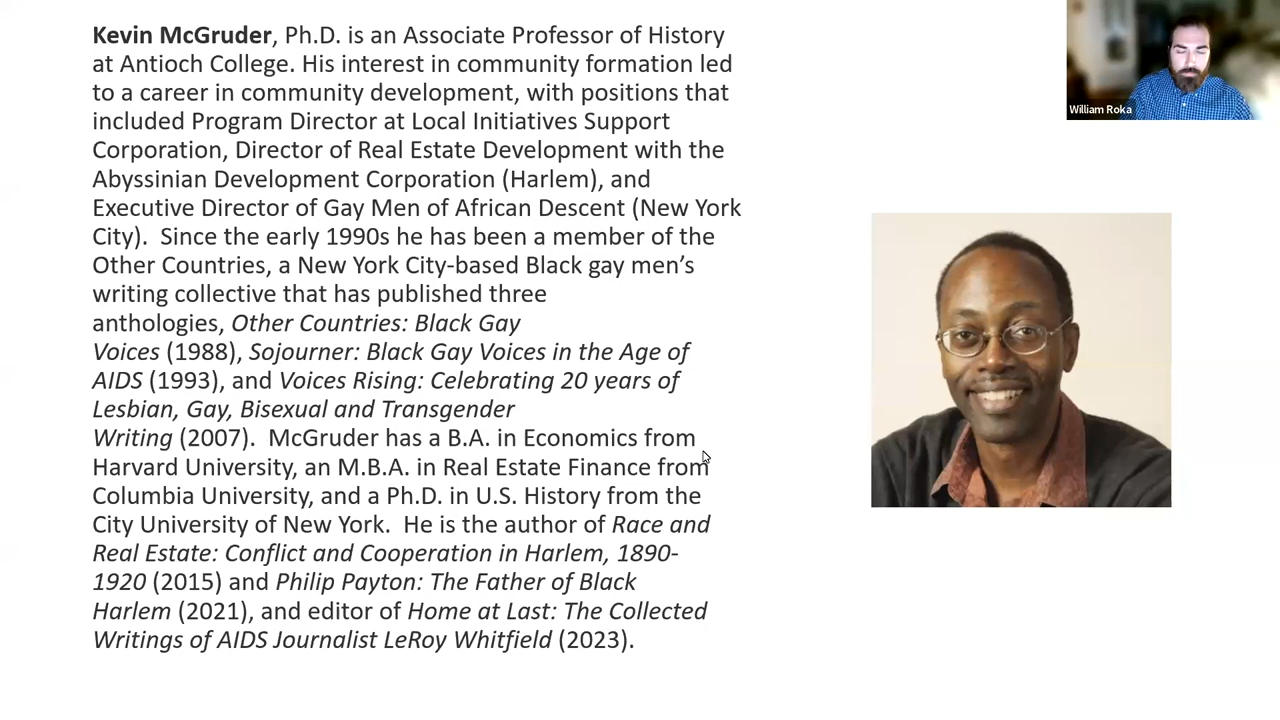 Kevin McGruder, Ph.D. is an Associate Professor of History
at Antioch College. His interest in community formation led
to a career in community development, with positions that
included Program Director at Local Initiatives Support
Corporation, Director of Real Estate Development with the
Abyssinian Development Corporation (Harlem), and
Executive Director of Gay Men of African Descent (New York
City).  Since the early 1990s he has been a member of the
Other Countries, a New York City-based Black gay men’s
writing collective that has published three
anthologies, Other Countries: Black Gay
Voices (1988), Sojourner: Black Gay Voices in the Age of
AIDS (1993), and Voices Rising: Celebrating 20 years of
Lesbian, Gay, Bisexual and Transgender
Writing (2007).  McGruder has a B.A. in Economics from
Harvard University, an M.B.A. in Real Estate Finance from
Columbia University, and a Ph.D. in U.S. History from the
City University of New York.  He is the author of Race and
Real Estate: Conflict and Cooperation in Harlem, 1890-
1920 (2015) and Philip Payton: The Father of Black
Harlem (2021), and editor of Home at Last: The Collected
Writings of AIDS Journalist LeRoy Whitfield (2023).
William Roka